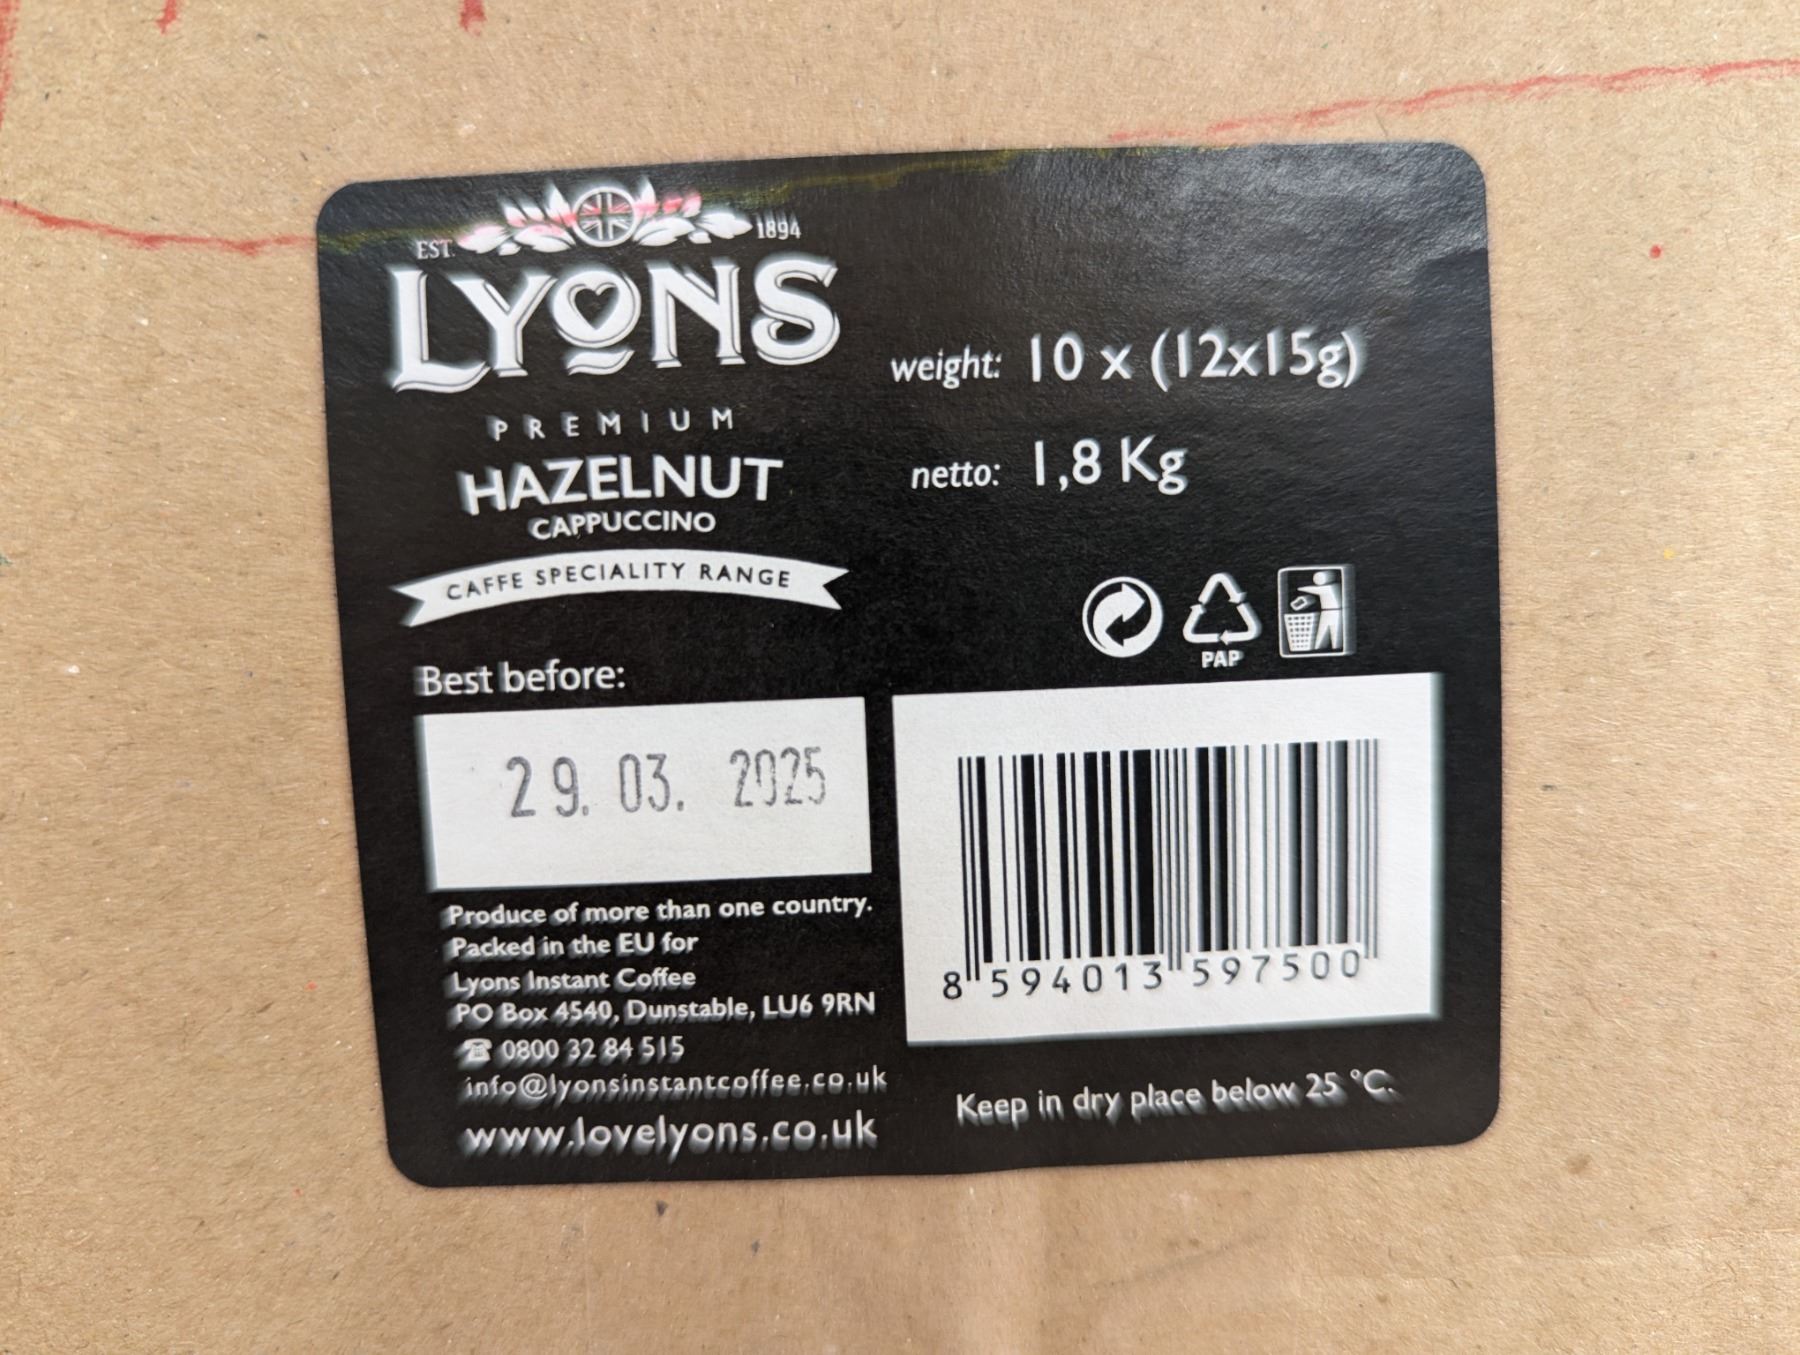 EST. 1894
LYONS
PREMIUM
HAZELNUT
CAPPUCCINO
CAFFE SPECIALITY RANGE
weight: 10 x (12x15g)
netto: 1,8 Kg
PAP
Best before:
29. 03. 2025
Produce of more than one country.
Packed in the EU for
Lyons Instant Coffee
PO Box 4540, Dunstable, LU6 9RN
☎ 0800 32 84 515
info@lyonsinstantcoffee.co.uk
www.lovelyons.co.uk
8 594013 597500
Keep in dry place below 25 °C.